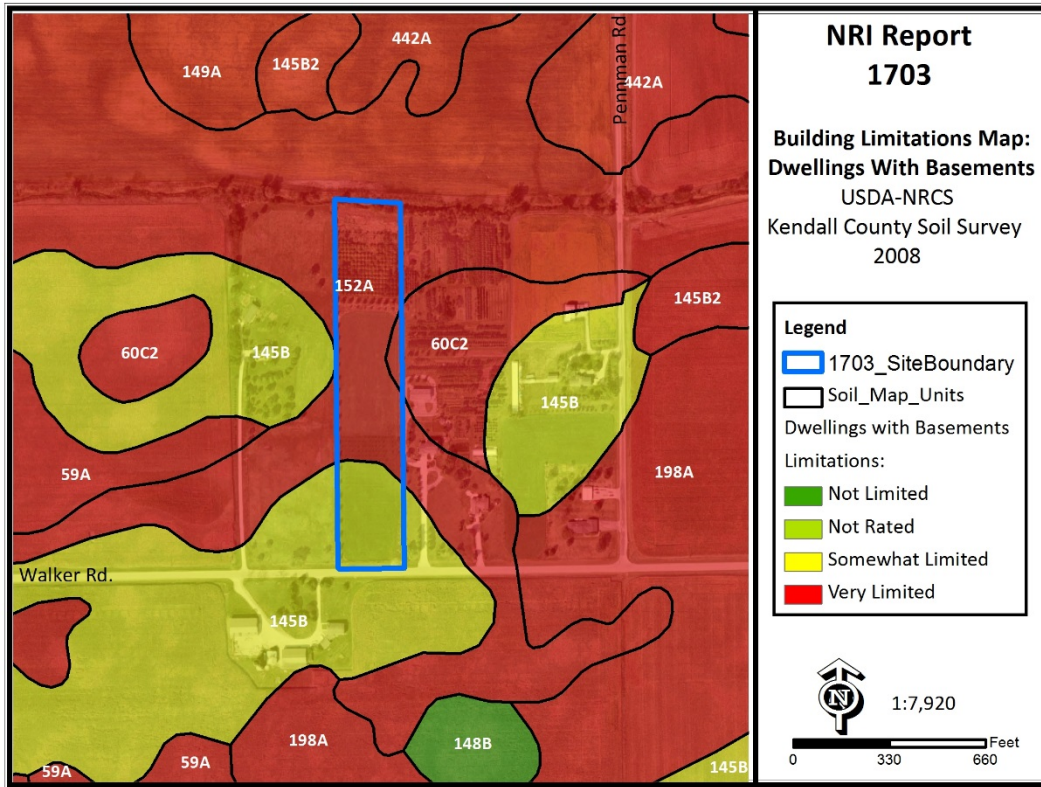 442A
149A
145B2
Pennman Rd
442A
152A
145B2
60C2
145B
60C2
145B
59A
198A
Walker Rd.
145B
198A
148B
59A
59A
145B
NRI Report
1703
Building Limitations Map:
Dwellings With Basements
USDA-NRCS
Kendall County Soil Survey
2008
Legend
1703_SiteBoundary
Soil_Map_Units
Dwellings with Basements
Limitations:
Not Limited
Not Rated
Somewhat Limited
Very Limited
N
1:7,920
Feet
0 330 660